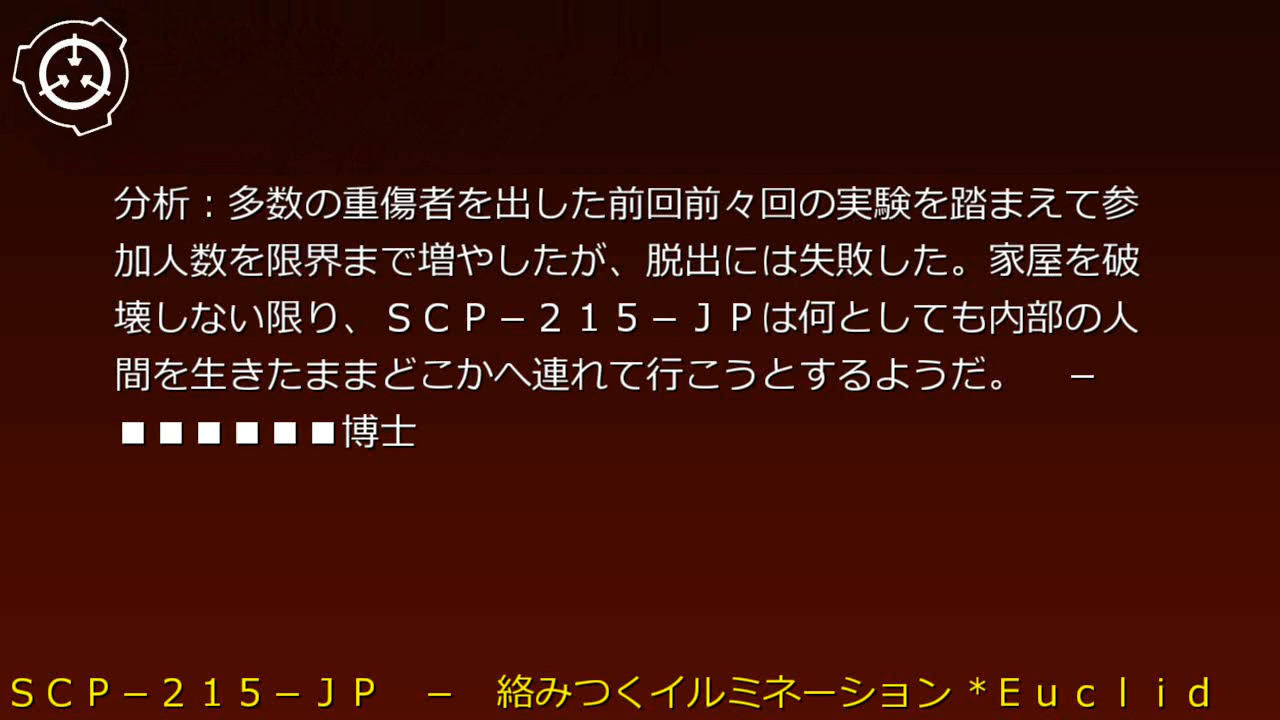 分析：多数の重傷者を出した前回前々回の実験を踏まえて参
加人数を限界まで増やしたが、脱出には失敗した。家屋を破
壊しない限り、ＳＣＰ－２１５－ＪＰは何としても内部の人
間を生きたままどこかへ連れて行こうとするようだ。　－
■■■■■■博士
ＳＣＰ－２１５－ＪＰ　－　絡みつくイルミネーション＊Ｅｕｃｌｉｄ